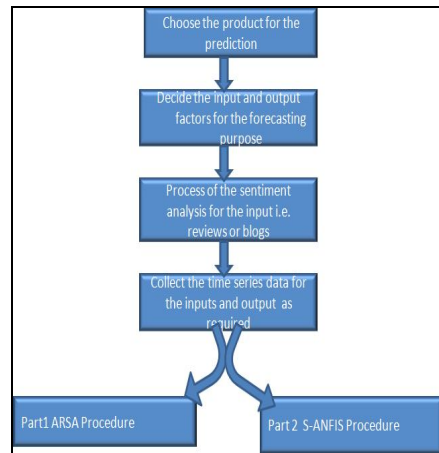 Choose the product for the
prediction
Decide the input and output
factors for the forecasting
purpose
Process of the sentiment
analysis for the input i.e.
reviews or blogs
Collect the time series data for
the inputs and output as
required
Part1 ARSA Procedure
Part 2 S-ANFIS Procedure